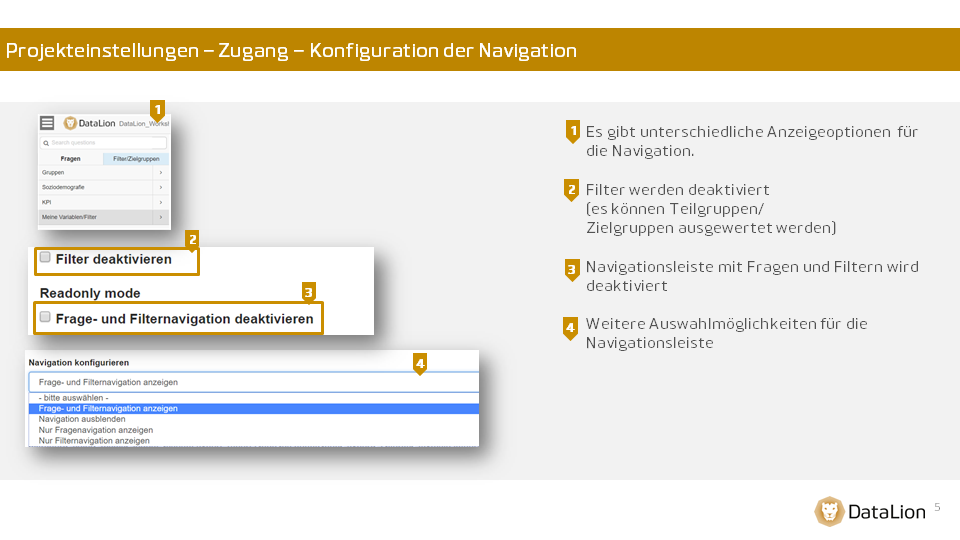 Projekteinstellungen – Zugang – Konfiguration der Navigation
1
DataLion DataLion_Works!
Search questions
Fragen Filter/Zielgruppen
Gruppen
Soziodemografie
KPI
Meine Variablen/Filter
2
Filter deaktivieren
Readonly mode
3
Frage- und Filternavigation deaktivieren
4
Navigation konfigurieren
Frage- und Filternavigation anzeigen
- bitte auswählen -
Frage- und Filternavigation anzeigen
Navigation ausblenden
Nur Fragenavigation anzeigen
Nur Filternavigation anzeigen
1 Es gibt unterschiedliche Anzeigeoptionen für
die Navigation.
2 Filter werden deaktiviert
(es können Teilgruppen/
Zielgruppen ausgewertet werden)
3 Navigationsleiste mit Fragen und Filtern wird
deaktiviert
4 Weitere Auswahlmöglichkeiten für die
Navigationsleiste
DataLion 5